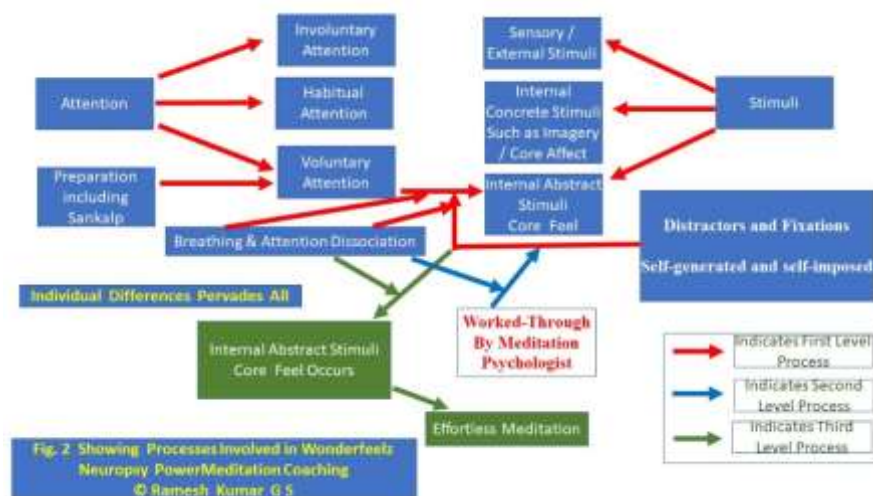 Involuntary
Attention
Sensory /
External Stimuli
Attention
Habitual
Attention
Internal
Concrete Stimuli
Such as Imagery
/ Core Affect
Stimuli
Preparation
including
Sankalp
Voluntary
Attention
Internal Abstract
Stimuli
Core Feel
Distractors and Fixations
Self-generated and self-imposed
Breathing & Attention Dissociation
Individual Differences Pervades All
Worked-Through
By Meditation
Psychologist
Internal Abstract Stimuli
Core Feel Occurs
Effortless Meditation
Indicates First Level
Process
Indicates Second
Level Process
Indicates Third
Level Process
Fig. 2 Showing Processes Involved in Wonderfeelz
Neuropsy PowerMeditation Coaching
© Ramesh Kumar G S